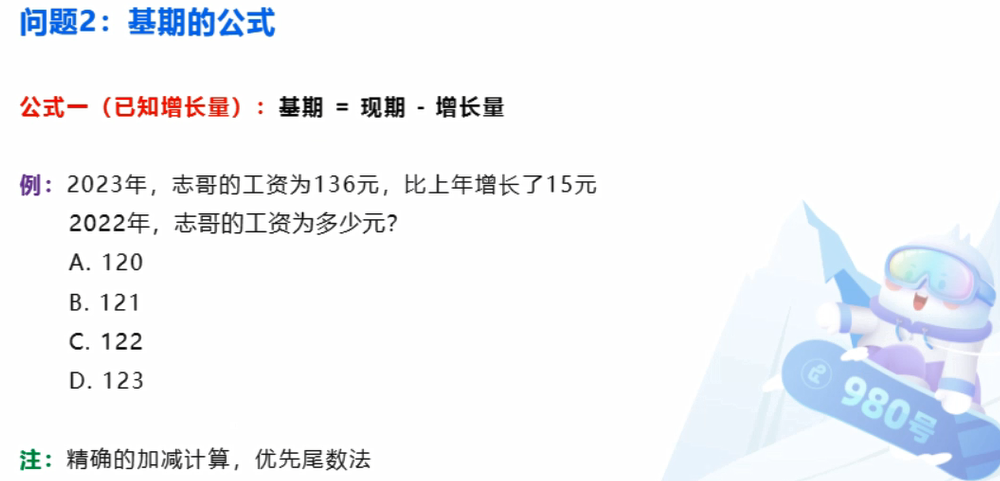 问题2：基期的公式
公式一（已知增长量）：基期 = 现期 - 增长量
例：2023年，志哥的工资为136元，比上年增长了15元
2022年，志哥的工资为多少元？
A. 120
B. 121
C. 122
D. 123
980号
注：精确的加减计算，优先尾数法